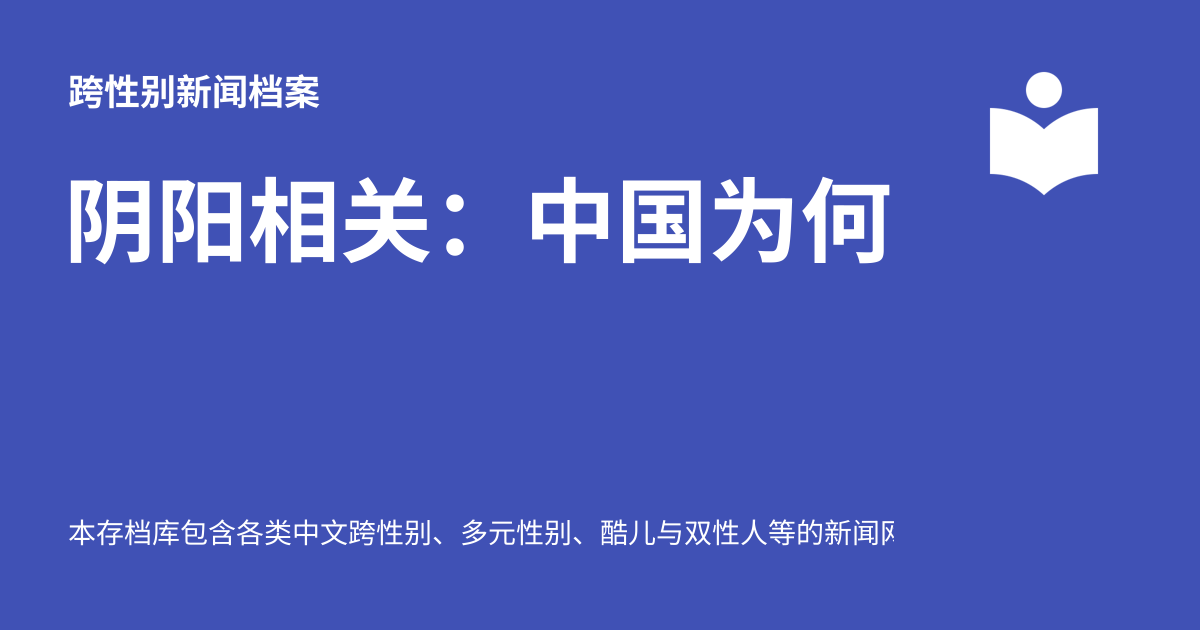 跨性别新闻档案
阴阳相关：中国为何
本存档库包含各类中文跨性别、多元性别、酷儿与双性人等的新闻